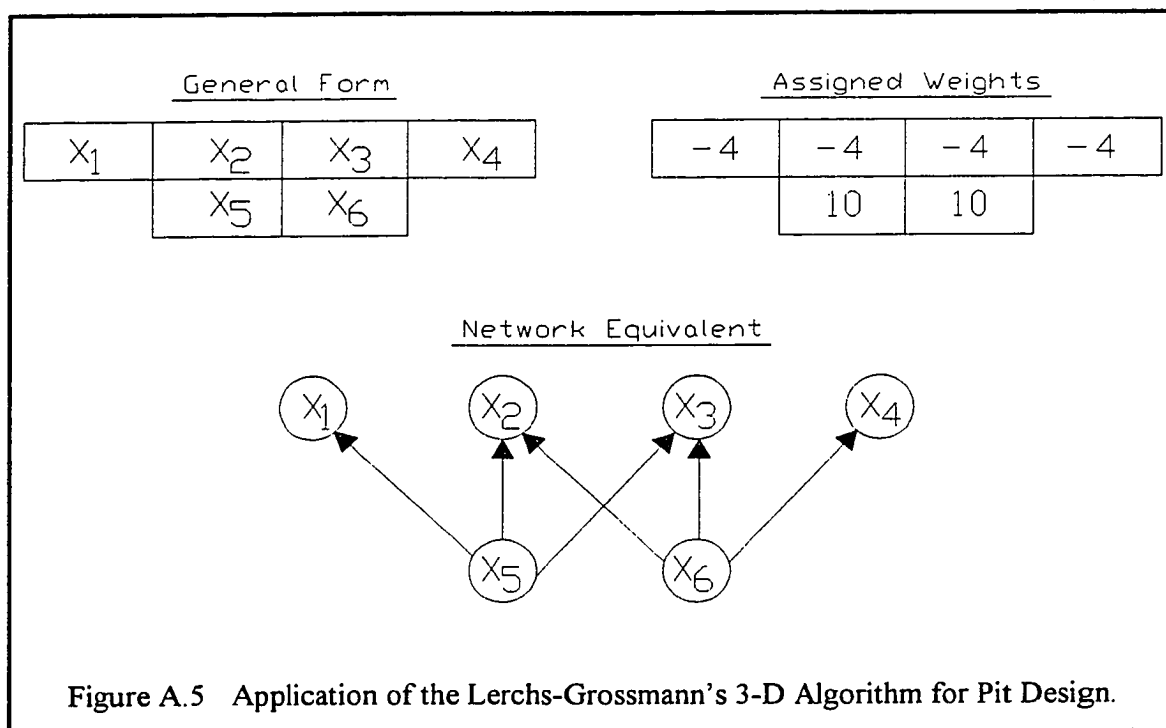 General Form
Assigned Weights
X1 X2 X3 X4
-4 -4 -4 -4
X5 X6
10 10
Network Equivalent
X1 X2 X3 X4
X5 X6
Figure A.5 Application of the Lerchs-Grossmann's 3-D Algorithm for Pit Design.